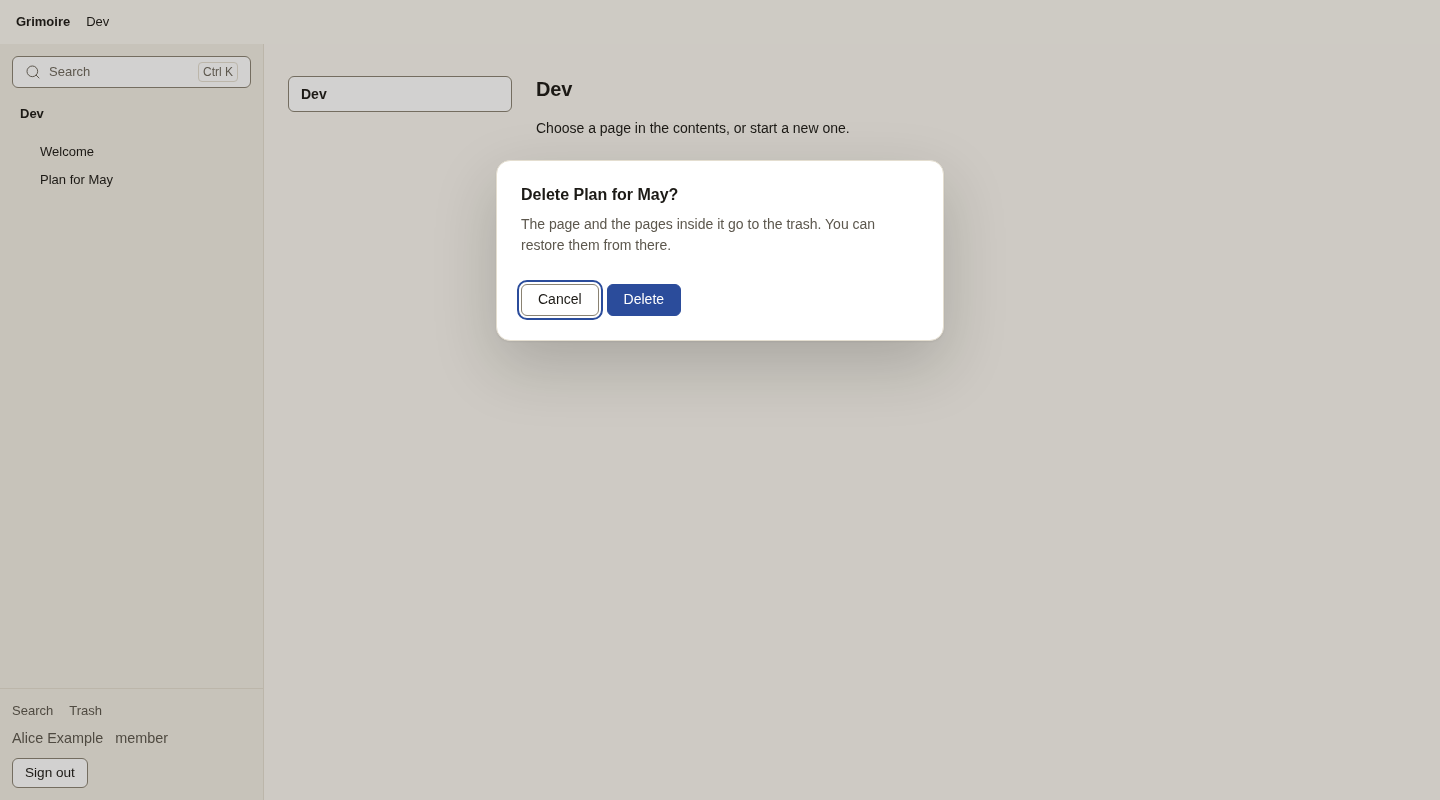 Grimoire Dev
Search Ctrl K
Dev
Welcome
Plan for May
Search Trash
Alice Example member
Sign out
Dev
Dev
Choose a page in the contents, or start a new one.
Delete Plan for May?
The page and the pages inside it go to the trash. You can
restore them from there.
Cancel Delete